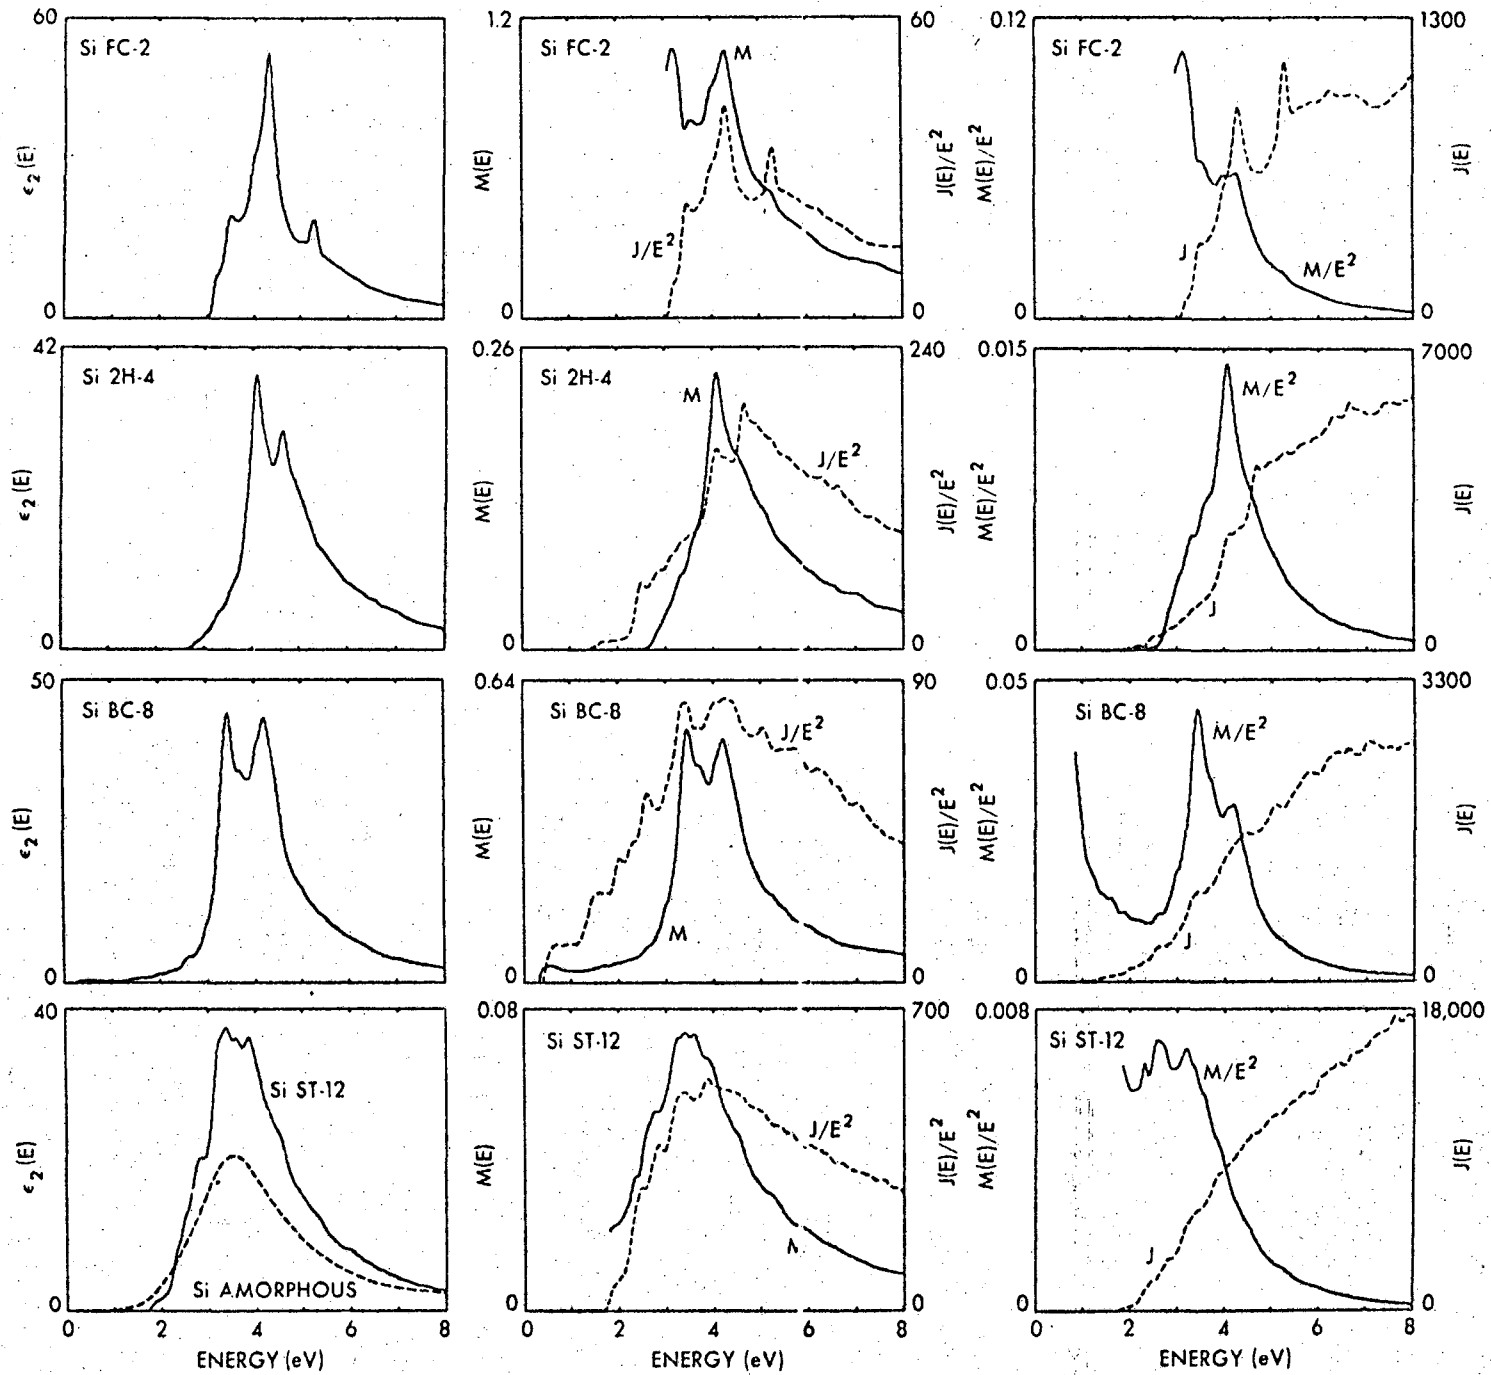 60
Si FC-2
ε₂(E)
0
1.2
Si FC-2
M
60
M(E)
J/E²
J(E)/E²
0
0
0.12
Si FC-2
1300
M(E)/E²
J
M/E²
J(E)
0
0
42
Si 2H-4
ε₂(E)
0
0.26
Si 2H-4
M
240
M(E)
J/E²
J(E)/E²
0
0
0.015
M/E²
7000
M(E)/E²
J
J(E)
0
0
50
Si BC-8
ε₂(E)
0
0.64
Si BC-8
90
M(E)
J/E²
J(E)/E²
M
0
0
0.05
Si BC-8
3300
M(E)/E²
M/E²
J(E)
J
0
0
40
Si ST-12
ε₂(E)
Si AMORPHOUS
0
0 2 4 6 8
ENERGY (eV)
0.08
Si ST-12
700
M(E)
J/E²
J(E)/E²
0
0
0 2 4 6 8
ENERGY (eV)
0.008
Si ST-12
18,000
M(E)/E²
M/E²
J(E)
J
0
0
0 2 4 6 8
ENERGY (eV)